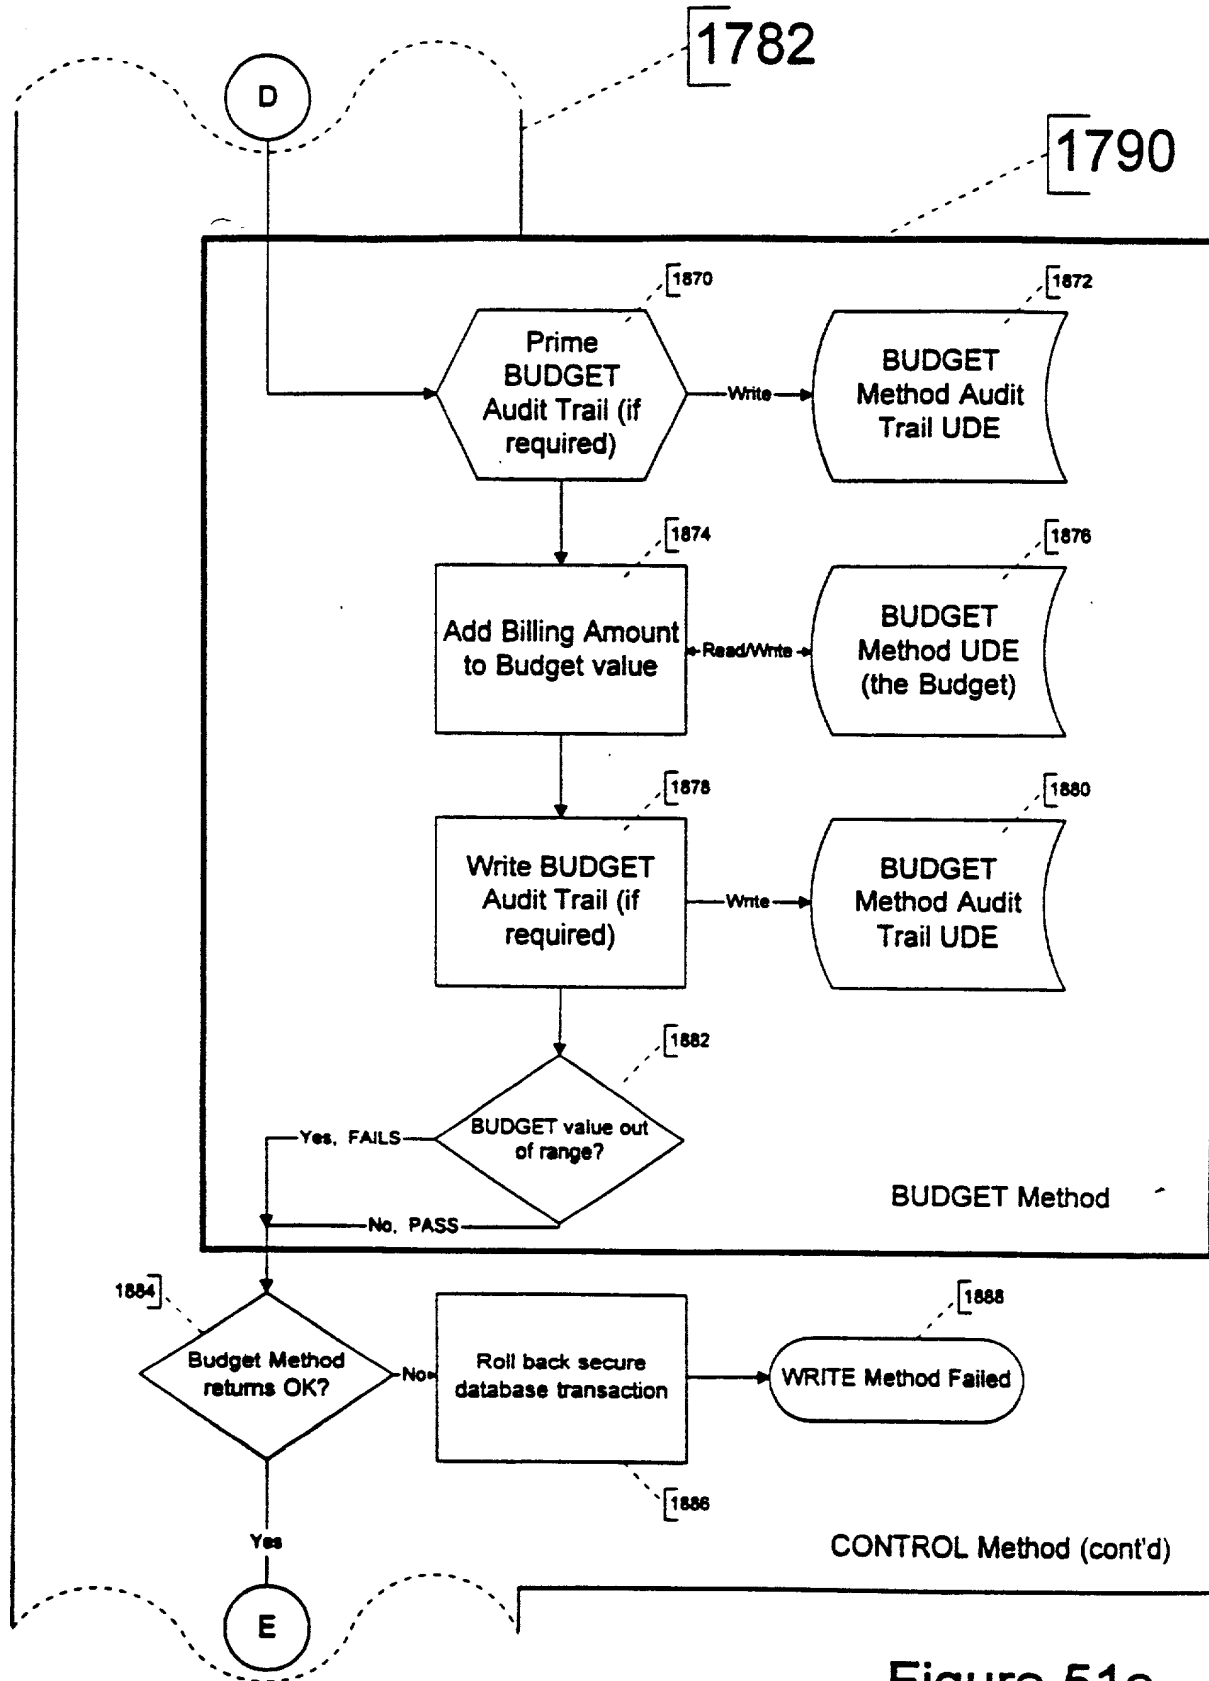 1782
D
1790
1870
1872
Prime
BUDGET
Audit Trail (if
required)
Write
BUDGET
Method Audit
Trail UDE
1874
1876
Add Billing Amount
to Budget value
Read/Write
BUDGET
Method UDE
(the Budget)
1878
1880
Write BUDGET
Audit Trail (if
required)
Write
BUDGET
Method Audit
Trail UDE
1882
BUDGET value out
of range?
Yes, FAILS
No, PASS
BUDGET Method
1884
1888
Budget Method
returns OK?
No
Roll back secure
database transaction
WRITE Method Failed
1886
Yes
CONTROL Method (cont'd)
E